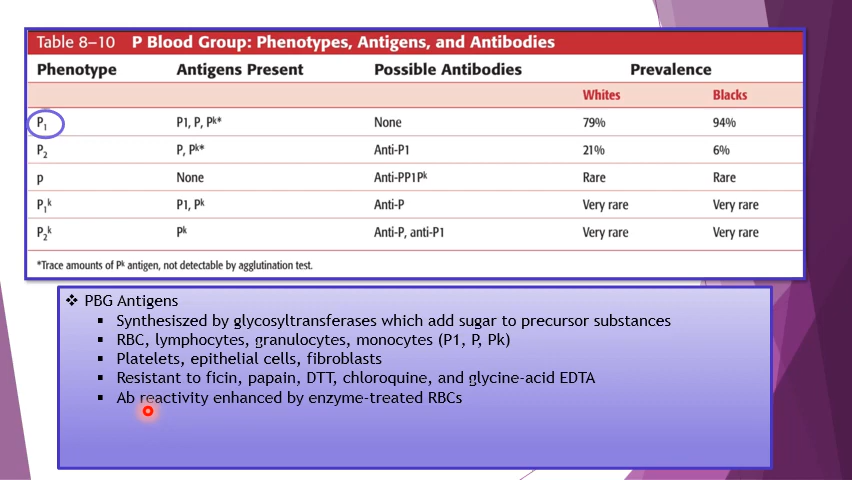 Table 8–10 P Blood Group: Phenotypes, Antigens, and Antibodies
Phenotype Antigens Present Possible Antibodies Prevalence
Whites Blacks
P1 P1, P, Pk* None 79% 94%
P2 P, Pk* Anti-P1 21% 6%
p None Anti-PP1Pk Rare Rare
P1k P1, Pk Anti-P Very rare Very rare
P2k Pk Anti-P, anti-P1 Very rare Very rare
*Trace amounts of Pk antigen, not detectable by agglutination test.
❖ PBG Antigens
▪ Synthesiszed by glycosyltransferases which add sugar to precursor substances
▪ RBC, lymphocytes, granulocytes, monocytes (P1, P, Pk)
▪ Platelets, epithelial cells, fibroblasts
▪ Resistant to ficin, papain, DTT, chloroquine, and glycine-acid EDTA
▪ Ab reactivity enhanced by enzyme-treated RBCs